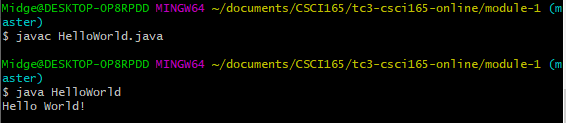 Midge@DESKTOP-OP8RPDD MINGW64 ~/documents/CSCI165/tc3-csci165-online/module-1 (m
aster)
$ javac HelloWorld.java
Midge@DESKTOP-OP8RPDD MINGW64 ~/documents/CSCI165/tc3-csci165-online/module-1 (m
aster)
$ java HelloWorld
Hello World!